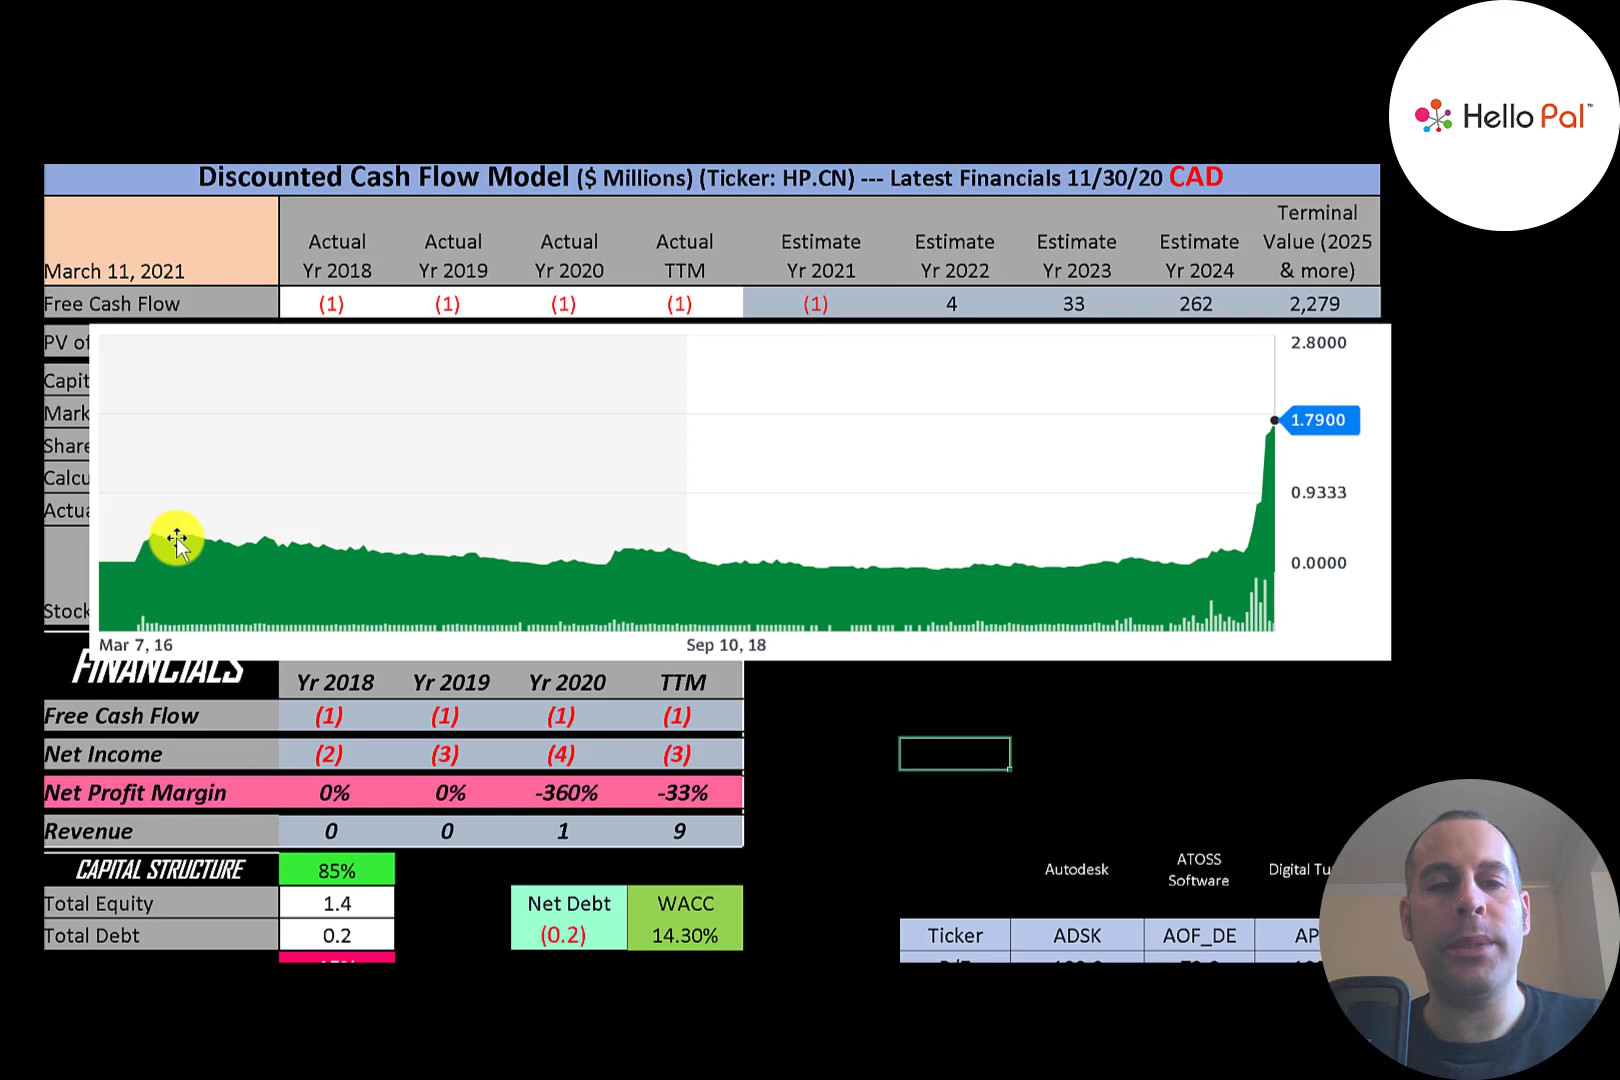 Hello Pal™
Discounted Cash Flow Model ($ Millions) (Ticker: HP.CN) --- Latest Financials 11/30/20 CAD
March 11, 2021 Actual Yr 2018 Actual Yr 2019 Actual Yr 2020 Actual TTM Estimate Yr 2021 Estimate Yr 2022 Estimate Yr 2023 Estimate Yr 2024 Terminal Value (2025 & more)
Free Cash Flow (1) (1) (1) (1) (1) 4 33 262 2,279
PV of
Capit
Mark
Share
Calcu
Actua
Stock
2.8000
1.7900
0.9333
0.0000
Mar 7, 16 Sep 10, 18
FINANCIALS Yr 2018 Yr 2019 Yr 2020 TTM
Free Cash Flow (1) (1) (1) (1)
Net Income (2) (3) (4) (3)
Net Profit Margin 0% 0% -360% -33%
Revenue 0 0 1 9
CAPITAL STRUCTURE 85%
Total Equity 1.4 Net Debt WACC
Total Debt 0.2 (0.2) 14.30%
Autodesk ATOSS Software Digital Tu
Ticker ADSK AOF_DE AP